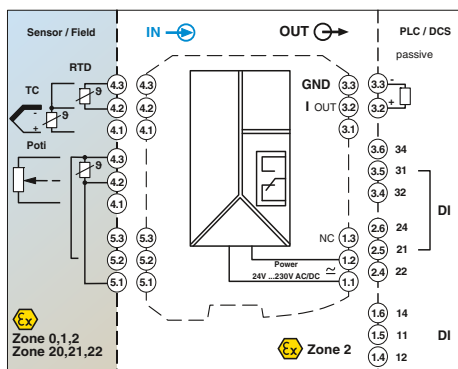 Sensor / Field
IN
OUT
PLC / DCS
passive
RTD
TC
ϑ
4.3
4.3
GND
3.3
3.3
-
-
ϑ
4.2
4.2
I OUT
3.2
3.2
+
+
4.1
4.1
3.1
Poti
ϑ
4.3
4.2
4.1
3.6
34
3.5
31
3.4
32
DI
2.6
24
5.3
5.3
NC
1.3
2.5
21
5.2
5.2
Power
1.2
2.4
22
24V ...230V AC/DC
≃
5.1
5.1
1.1
Ex
Zone 0,1,2
Zone 20,21,22
Ex
Zone 2
1.6
14
1.5
11
DI
1.4
12